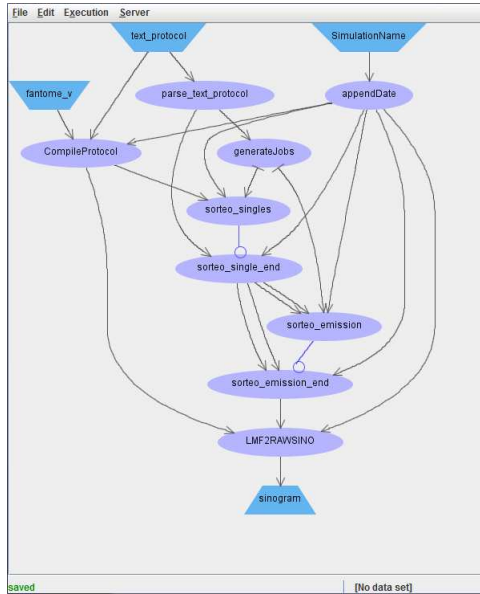 File Edit Execution Server
text_protocol SimulationName
fantome_v parse_text_protocol appendDate
CompileProtocol generateJobs
sorteo_singles
sorteo_single_end
sorteo_emission
sorteo_emission_end
LMF2RAWSINO
sinogram
saved [No data set]